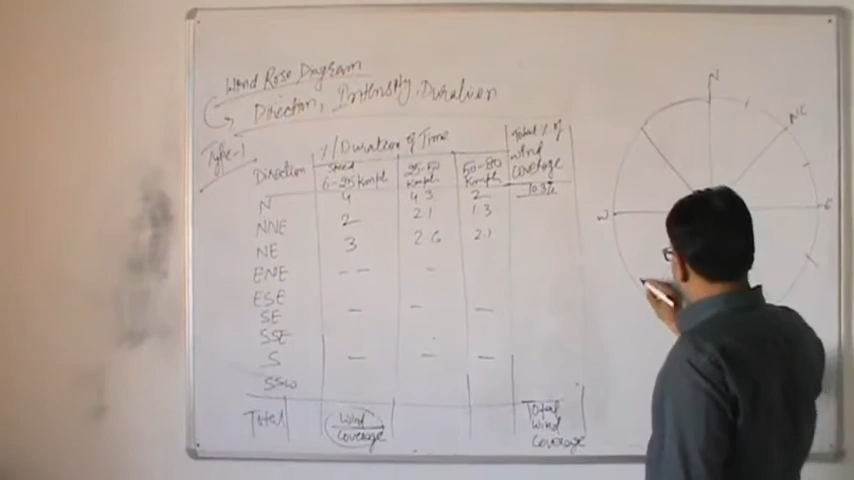 Wind Rose Diagram
Direction, Intensity, Duration
Type-1
Direction
%/Duration of Time
Total % of wind coverage
Speed 6-25 Kmph
25-50 Kmph
50-80 Kmph
N 4 4.3 2 10.3%
NNE 2 2.1 1.3
NE 3 2.6 2.1
ENE -- -
ESE
SE - - -
SSE
S - - -
SSW
Total
Wind Coverage
Total Wind Coverage
N
NE
W
E